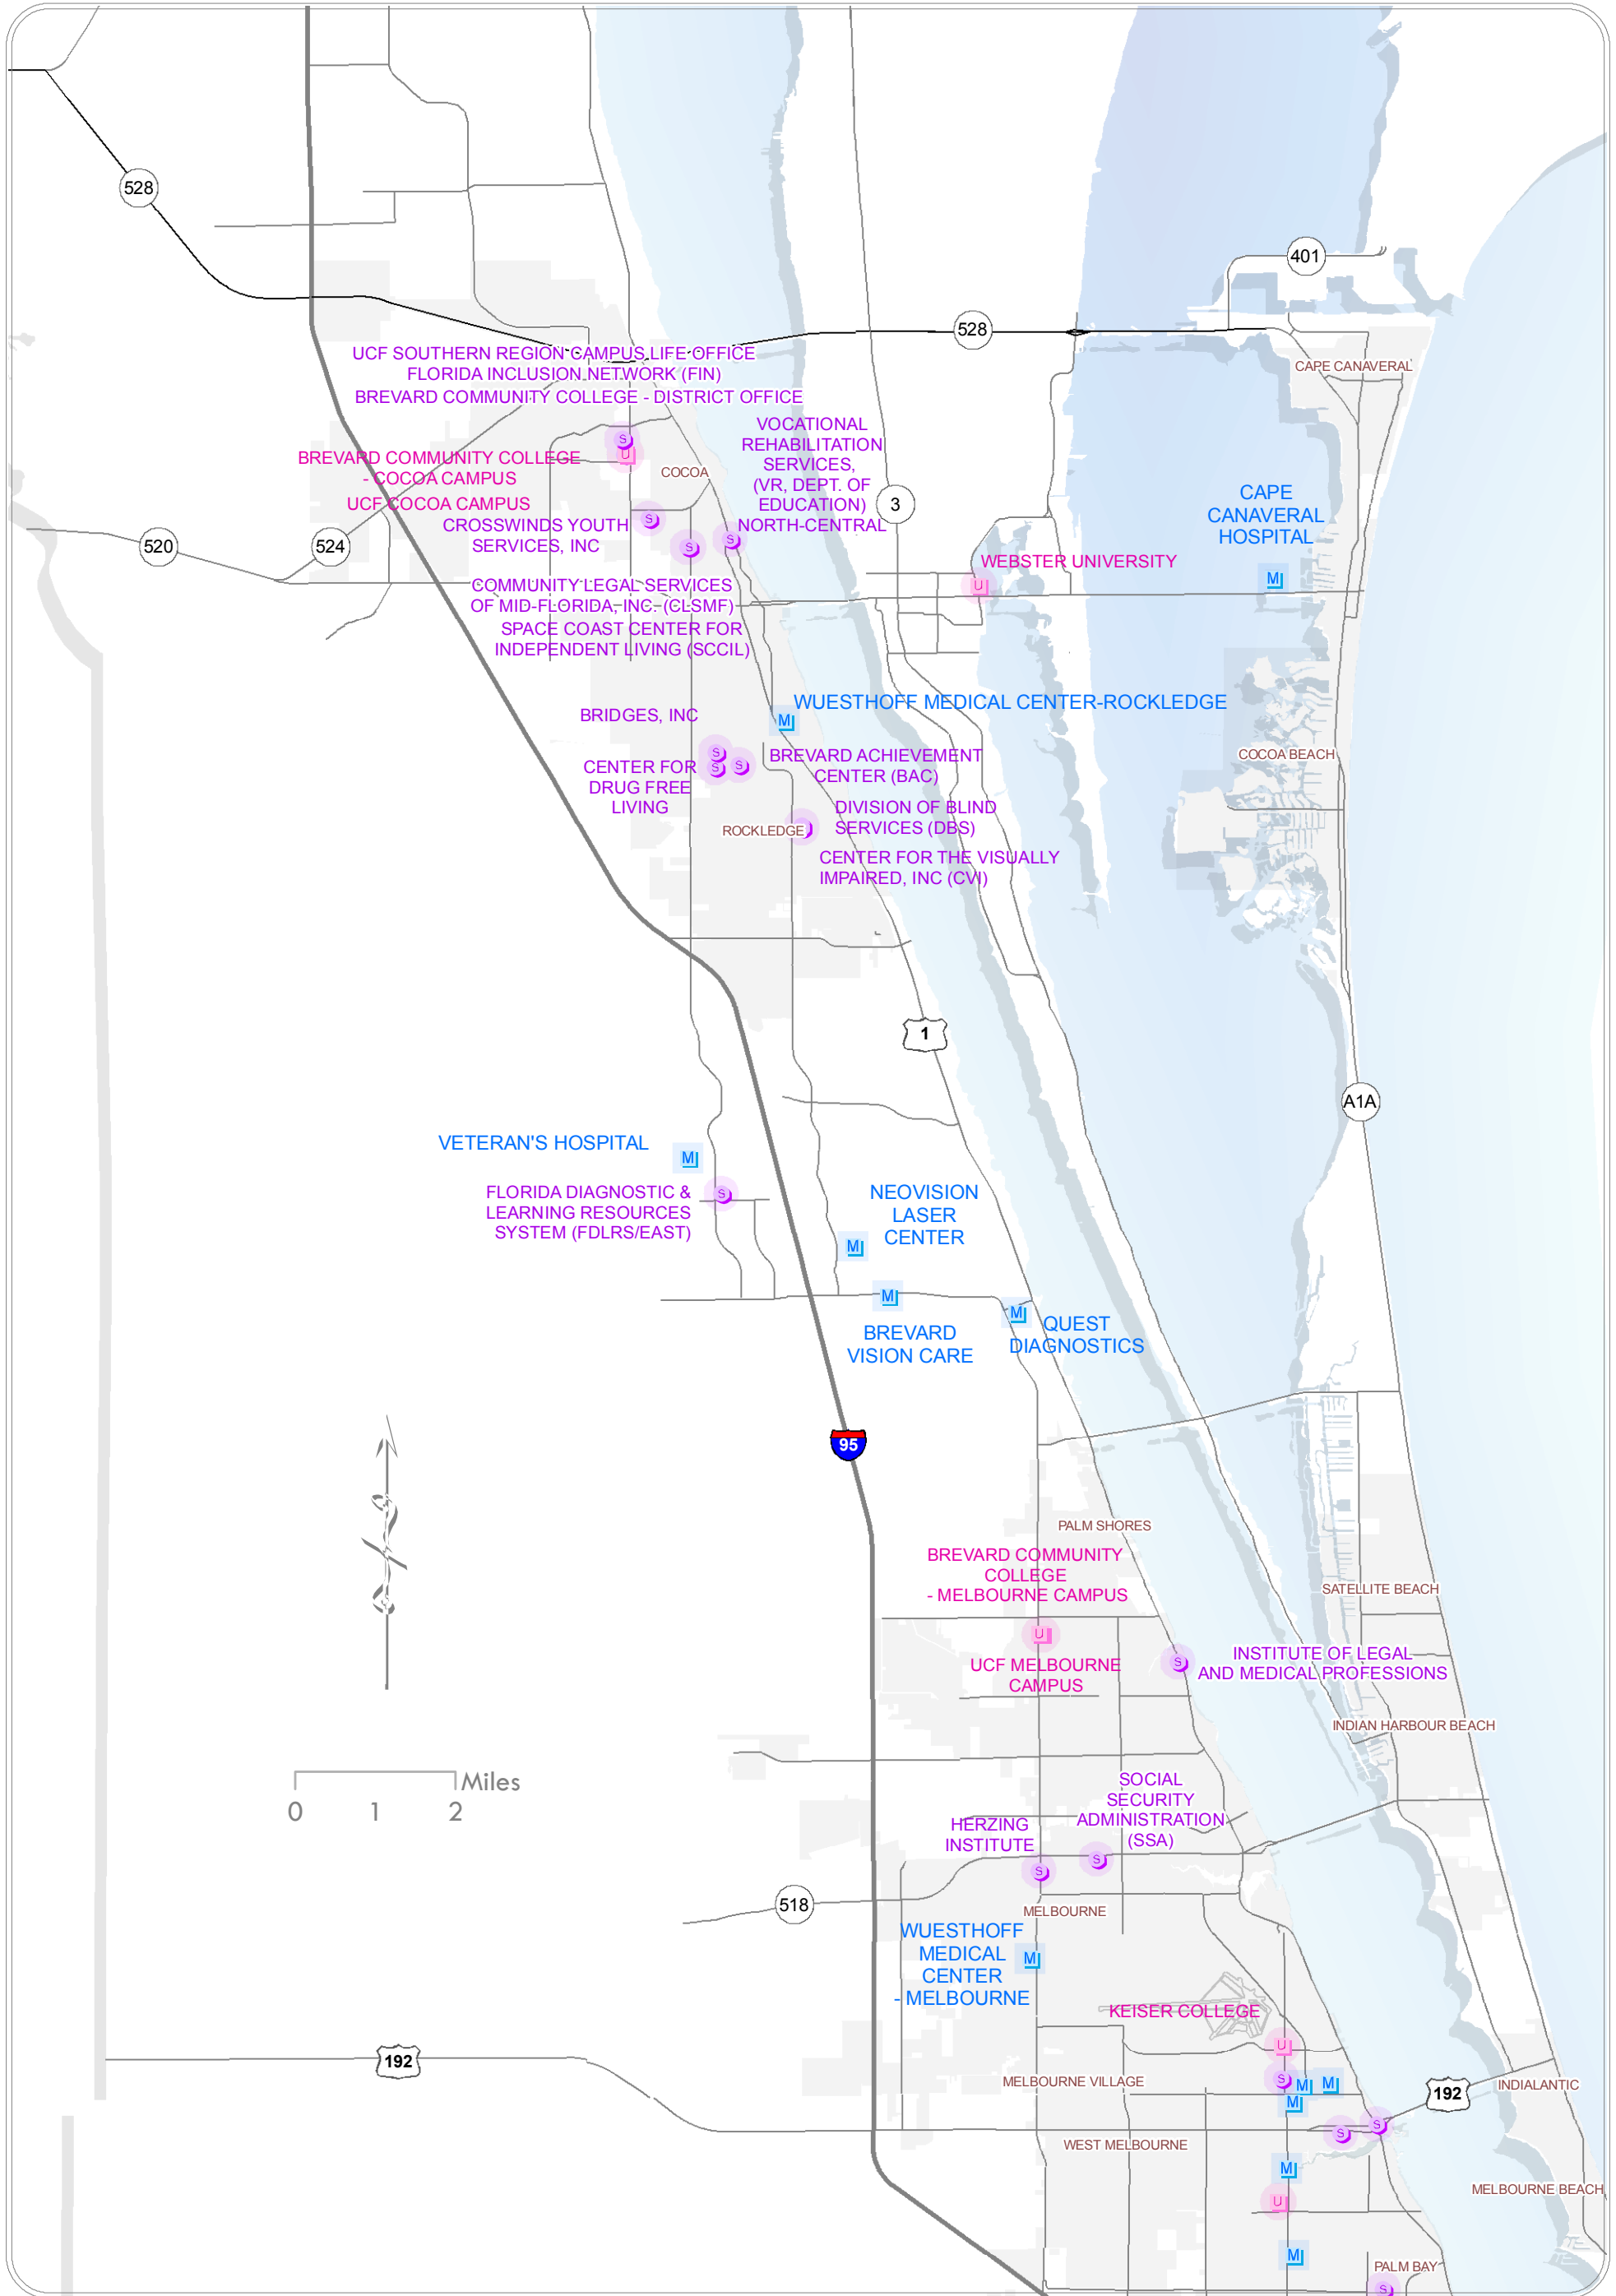 528
401
528
CAPE CANAVERAL
UCF SOUTHERN REGION CAMPUS LIFE OFFICE
FLORIDA INCLUSION NETWORK (FIN)
BREVARD COMMUNITY COLLEGE - DISTRICT OFFICE
VOCATIONAL
REHABILITATION
SERVICES,
(VR, DEPT. OF
EDUCATION)
NORTH-CENTRAL
S
U
BREVARD COMMUNITY COLLEGE
- COCOA CAMPUS
UCF COCOA CAMPUS
COCOA
3
CAPE
CANAVERAL
HOSPITAL
M
CROSSWINDS YOUTH
SERVICES, INC
S
S
S
520
524
WEBSTER UNIVERSITY
U
COMMUNITY LEGAL SERVICES
OF MID-FLORIDA, INC. (CLSMF)
SPACE COAST CENTER FOR
INDEPENDENT LIVING (SCCIL)
WUESTHOFF MEDICAL CENTER-ROCKLEDGE
M
BRIDGES, INC
S
S
S
COCOA BEACH
BREVARD ACHIEVEMENT
CENTER (BAC)
CENTER FOR
DRUG FREE
LIVING
DIVISION OF BLIND
SERVICES (DBS)
ROCKLEDGE
CENTER FOR THE VISUALLY
IMPAIRED, INC (CVI)
1
A1A
VETERAN'S HOSPITAL
M
FLORIDA DIAGNOSTIC &
LEARNING RESOURCES
SYSTEM (FDLRS/EAST)
S
NEOVISION
LASER
CENTER
M
M
BREVARD
VISION CARE
M
QUEST
DIAGNOSTICS
95
PALM SHORES
BREVARD COMMUNITY
COLLEGE
- MELBOURNE CAMPUS
SATELLITE BEACH
U
UCF MELBOURNE
CAMPUS
S
INSTITUTE OF LEGAL
AND MEDICAL PROFESSIONS
INDIAN HARBOUR BEACH
Miles
0 1 2
SOCIAL
SECURITY
ADMINISTRATION
(SSA)
HERZING
INSTITUTE
S
S
518
MELBOURNE
WUESTHOFF
MEDICAL
CENTER
- MELBOURNE
M
KEISER COLLEGE
U
192
MELBOURNE VILLAGE
S
M
M
M
192
INDIALANTIC
S
S
WEST MELBOURNE
M
MELBOURNE BEACH
U
M
PALM BAY
S